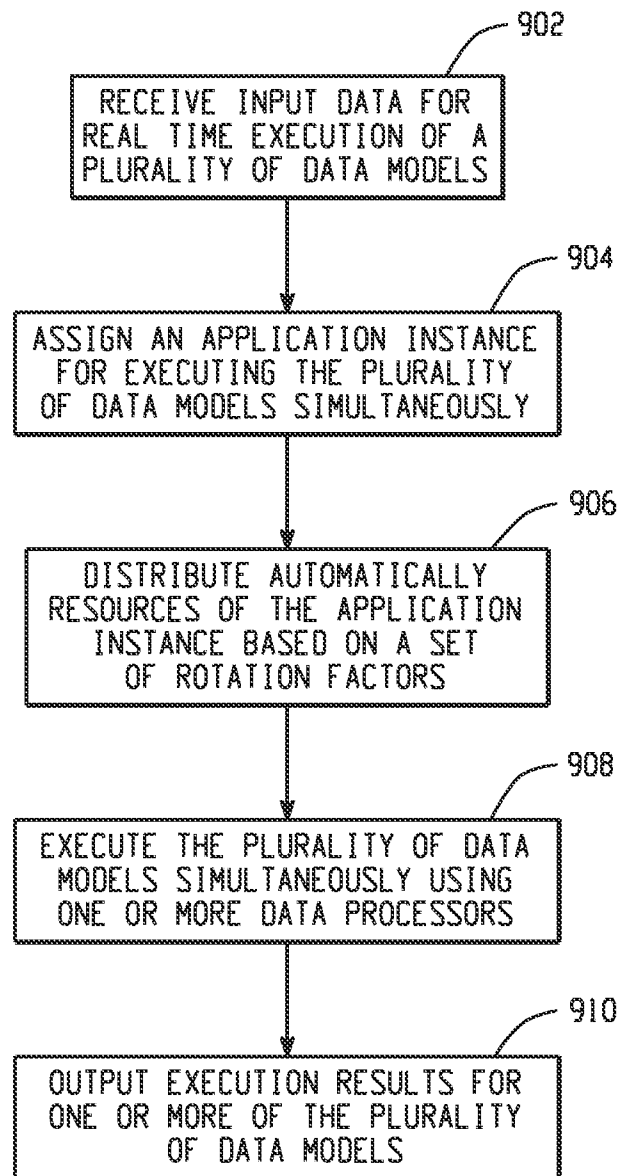 902
RECEIVE INPUT DATA FOR
REAL TIME EXECUTION OF A
PLURALITY OF DATA MODELS
904
ASSIGN AN APPLICATION INSTANCE
FOR EXECUTING THE PLURALITY
OF DATA MODELS SIMULTANEOUSLY
906
DISTRIBUTE AUTOMATICALLY
RESOURCES OF THE APPLICATION
INSTANCE BASED ON A SET
OF ROTATION FACTORS
908
EXECUTE THE PLURALITY OF DATA
MODELS SIMULTANEOUSLY USING
ONE OR MORE DATA PROCESSORS
910
OUTPUT EXECUTION RESULTS FOR
ONE OR MORE OF THE PLURALITY
OF DATA MODELS